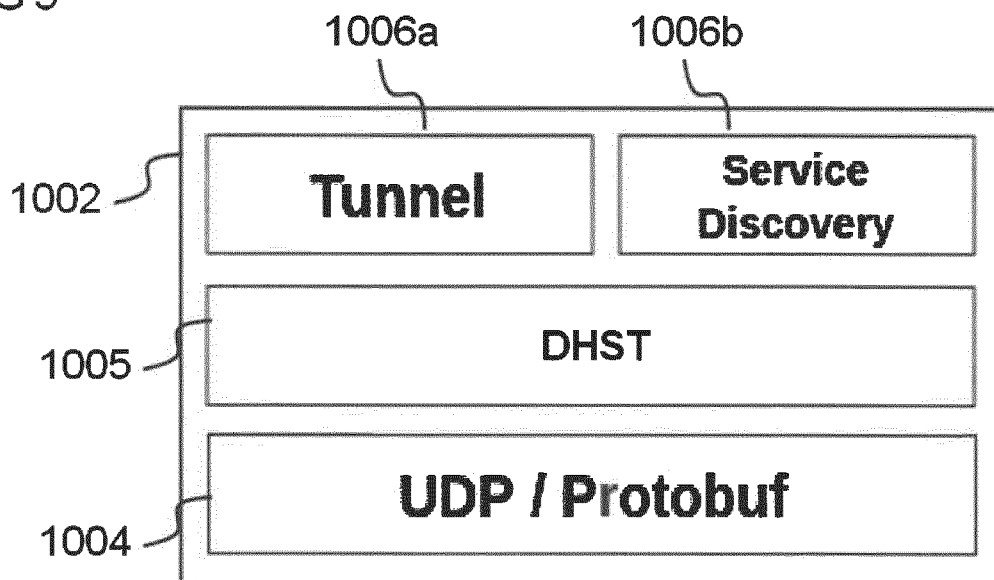 1006a 1006b
Tunnel
Service
Discovery
1002
DHST
1005
UDP / Protobuf
1004